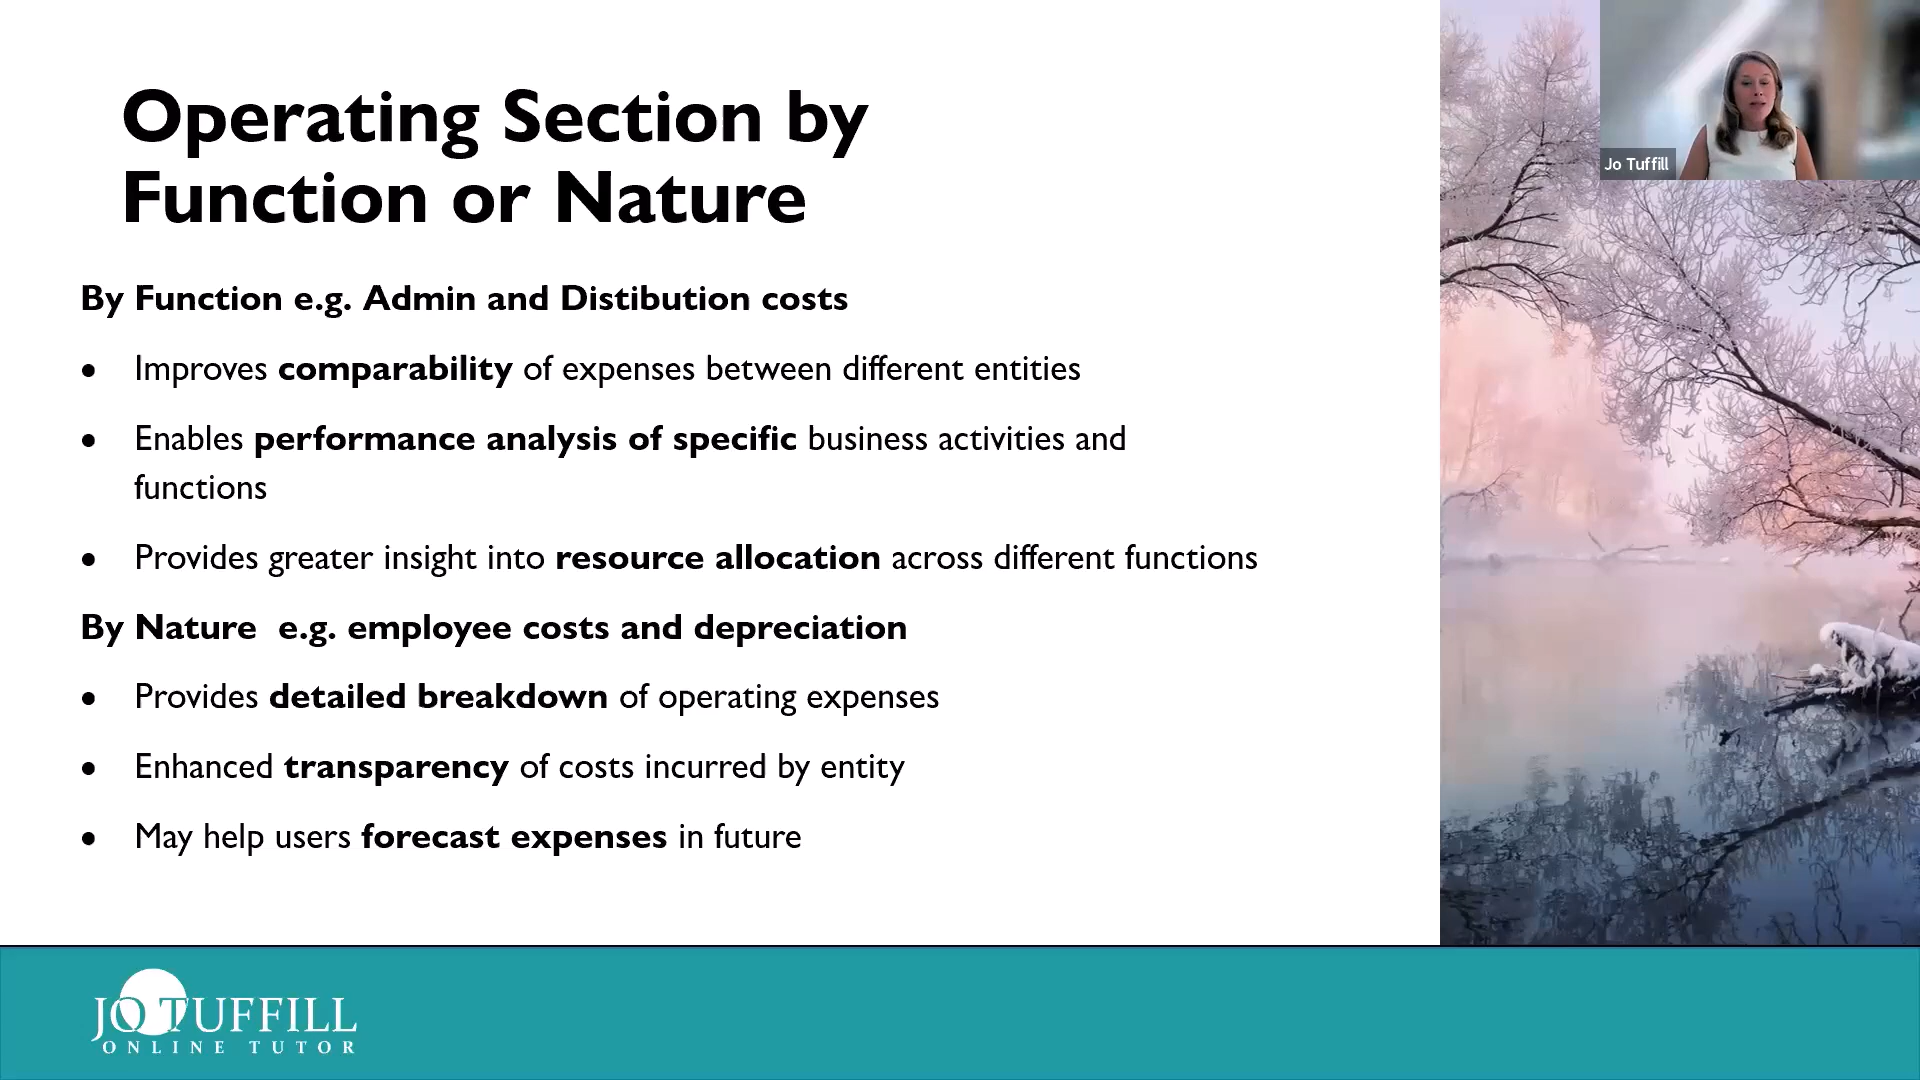 Operating Section by
Function or Nature
By Function e.g. Admin and Distibution costs
• Improves comparability of expenses between different entities
• Enables performance analysis of specific business activities and
functions
• Provides greater insight into resource allocation across different functions
By Nature  e.g. employee costs and depreciation
• Provides detailed breakdown of operating expenses
• Enhanced transparency of costs incurred by entity
• May help users forecast expenses in future
Jo Tuffill
JO TUFFILL
ONLINE TUTOR